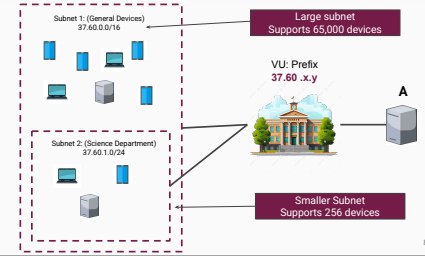 Subnet 1: (General Devices)
37.60.0.0/16
Large subnet
Supports 65,000 devices
VU: Prefix
37.60 .x.y
A
Subnet 2: (Science Department)
37.60.1.0/24
Smaller Subnet
Supports 256 devices